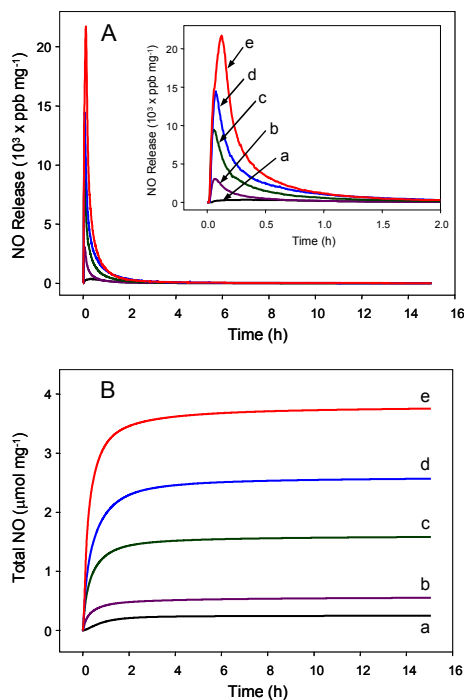 A
NO Release (10³ x ppb mg⁻¹)
20
15
10
5
0
0 2 4 6 8 10 12 14 16
Time (h)
NO Release (10³ x ppb mg⁻¹)
20
15
10
5
0
e
d
c
b
a
0.0 0.5 1.0 1.5 2.0
Time (h)
B
Total NO (μmol mg⁻¹)
4
3
2
1
0
e
d
c
b
a
0 2 4 6 8 10 12 14 16
Time (h)